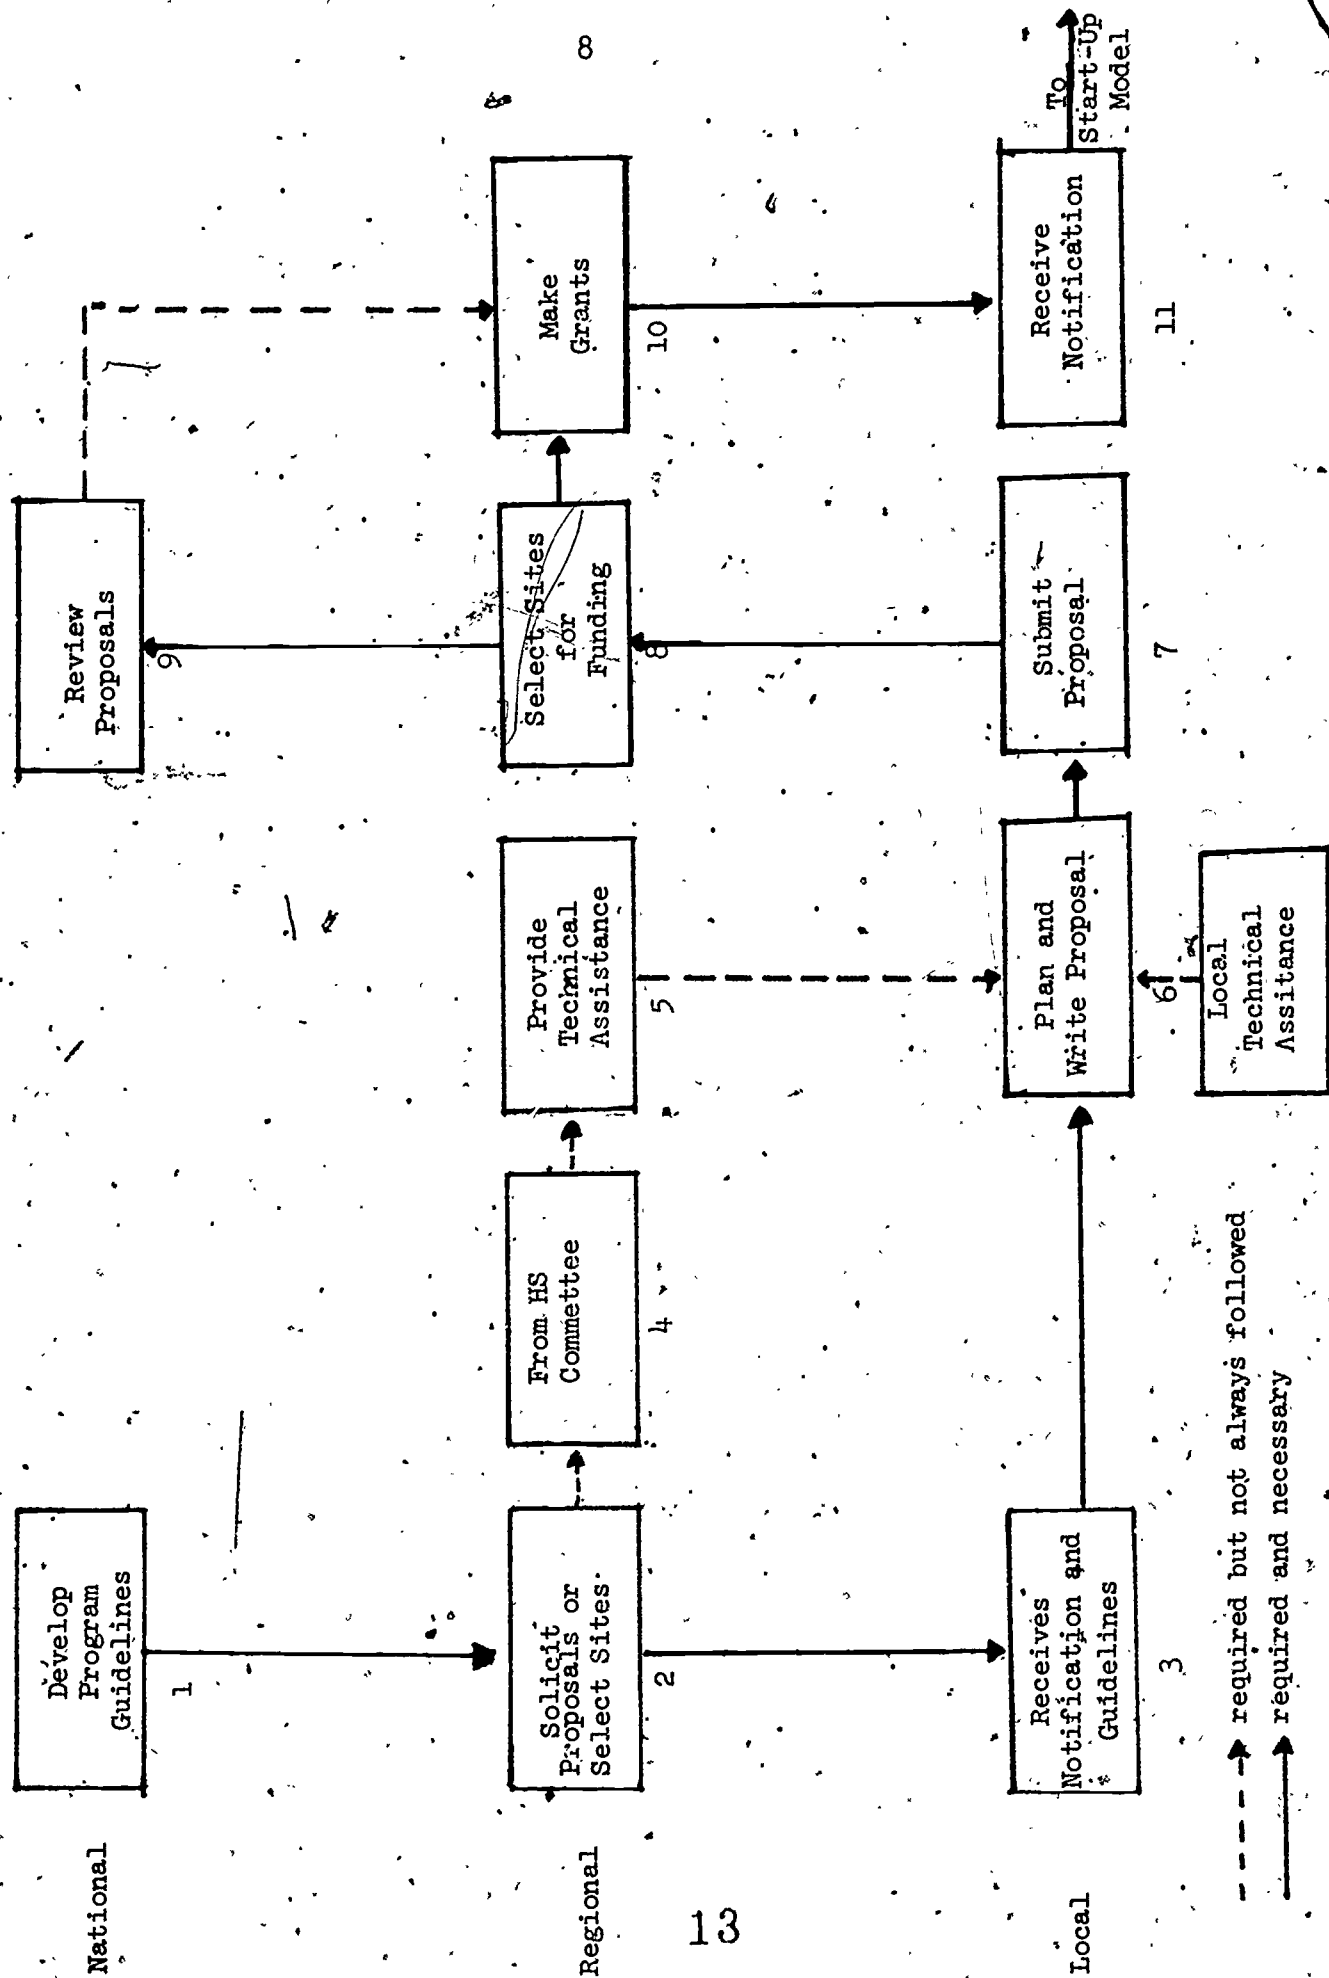 National
Develop
Program
Guidelines
1
Review
Proposals
9
Regional
Solicit
Proposals or
Select Sites
2
From HS
Commettee
4
Provide
Technical
Assistance
5
Select Sites
for
Funding
8
Make
Grants
10
8
13
Local
Receives
Notification and
Guidelines
3
Plan and
Write Proposal
6
Local
Technical
Assitance
Submit
Proposal
7
Receive
Notification
11
To
Start-Up
Model
required but not always followed
required and necessary